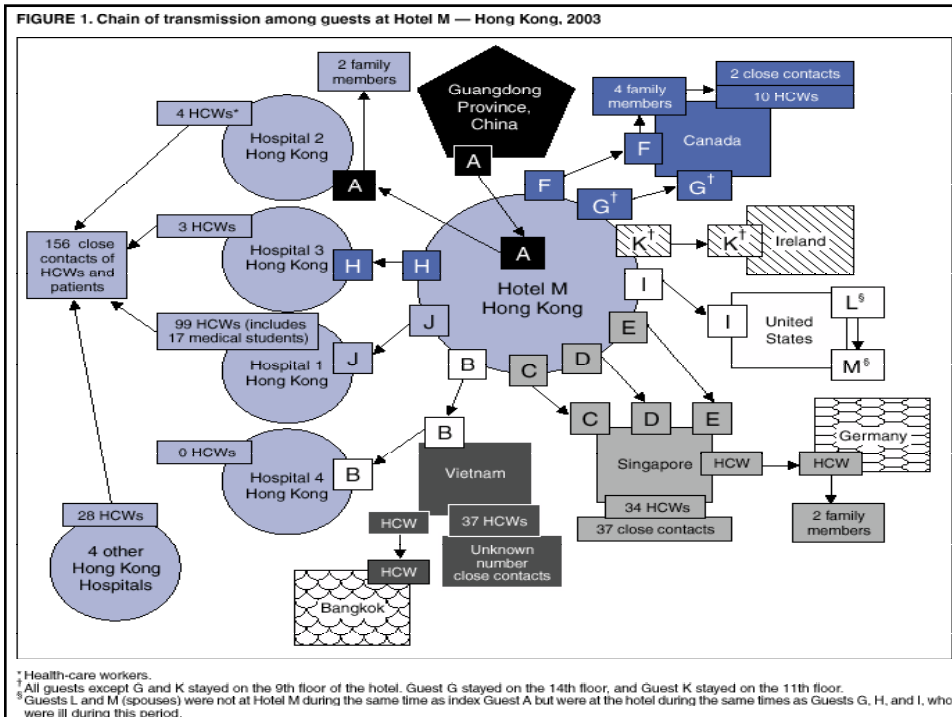 FIGURE 1. Chain of transmission among guests at Hotel M — Hong Kong, 2003
2 family
members
Guangdong
Province,
China
A
4 family
members
2 close contacts
10 HCWs
Canada
F
F
G†
G†
4 HCWs*
Hospital 2
Hong Kong
A
A
Hotel M
Hong Kong
K†
K†
Ireland
3 HCWs
Hospital 3
Hong Kong
H
H
156 close
contacts of
HCWs and
patients
I
I
United
States
L§
M§
99 HCWs (includes
17 medical students)
Hospital 1
Hong Kong
J
J
E
D
C
B
B
C
D
E
Singapore
HCW
HCW
Germany
34 HCWs
37 close contacts
2 family
members
0 HCWs
Hospital 4
Hong Kong
B
Vietnam
HCW
37 HCWs
Unknown
number
close contacts
HCW
Bangkok
28 HCWs
4 other
Hong Kong
Hospitals
* Health-care workers.
† All guests except G and K stayed on the 9th floor of the hotel. Guest G stayed on the 14th floor, and Guest K stayed on the 11th floor.
§ Guests L and M (spouses) were not at Hotel M during the same time as index Guest A but were at the hotel during the same times as Guests G, H, and I, who
were ill during this period.